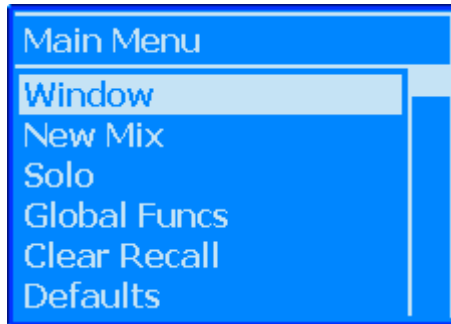 Main Menu
Window
New Mix
Solo
Global Funcs
Clear Recall
Defaults